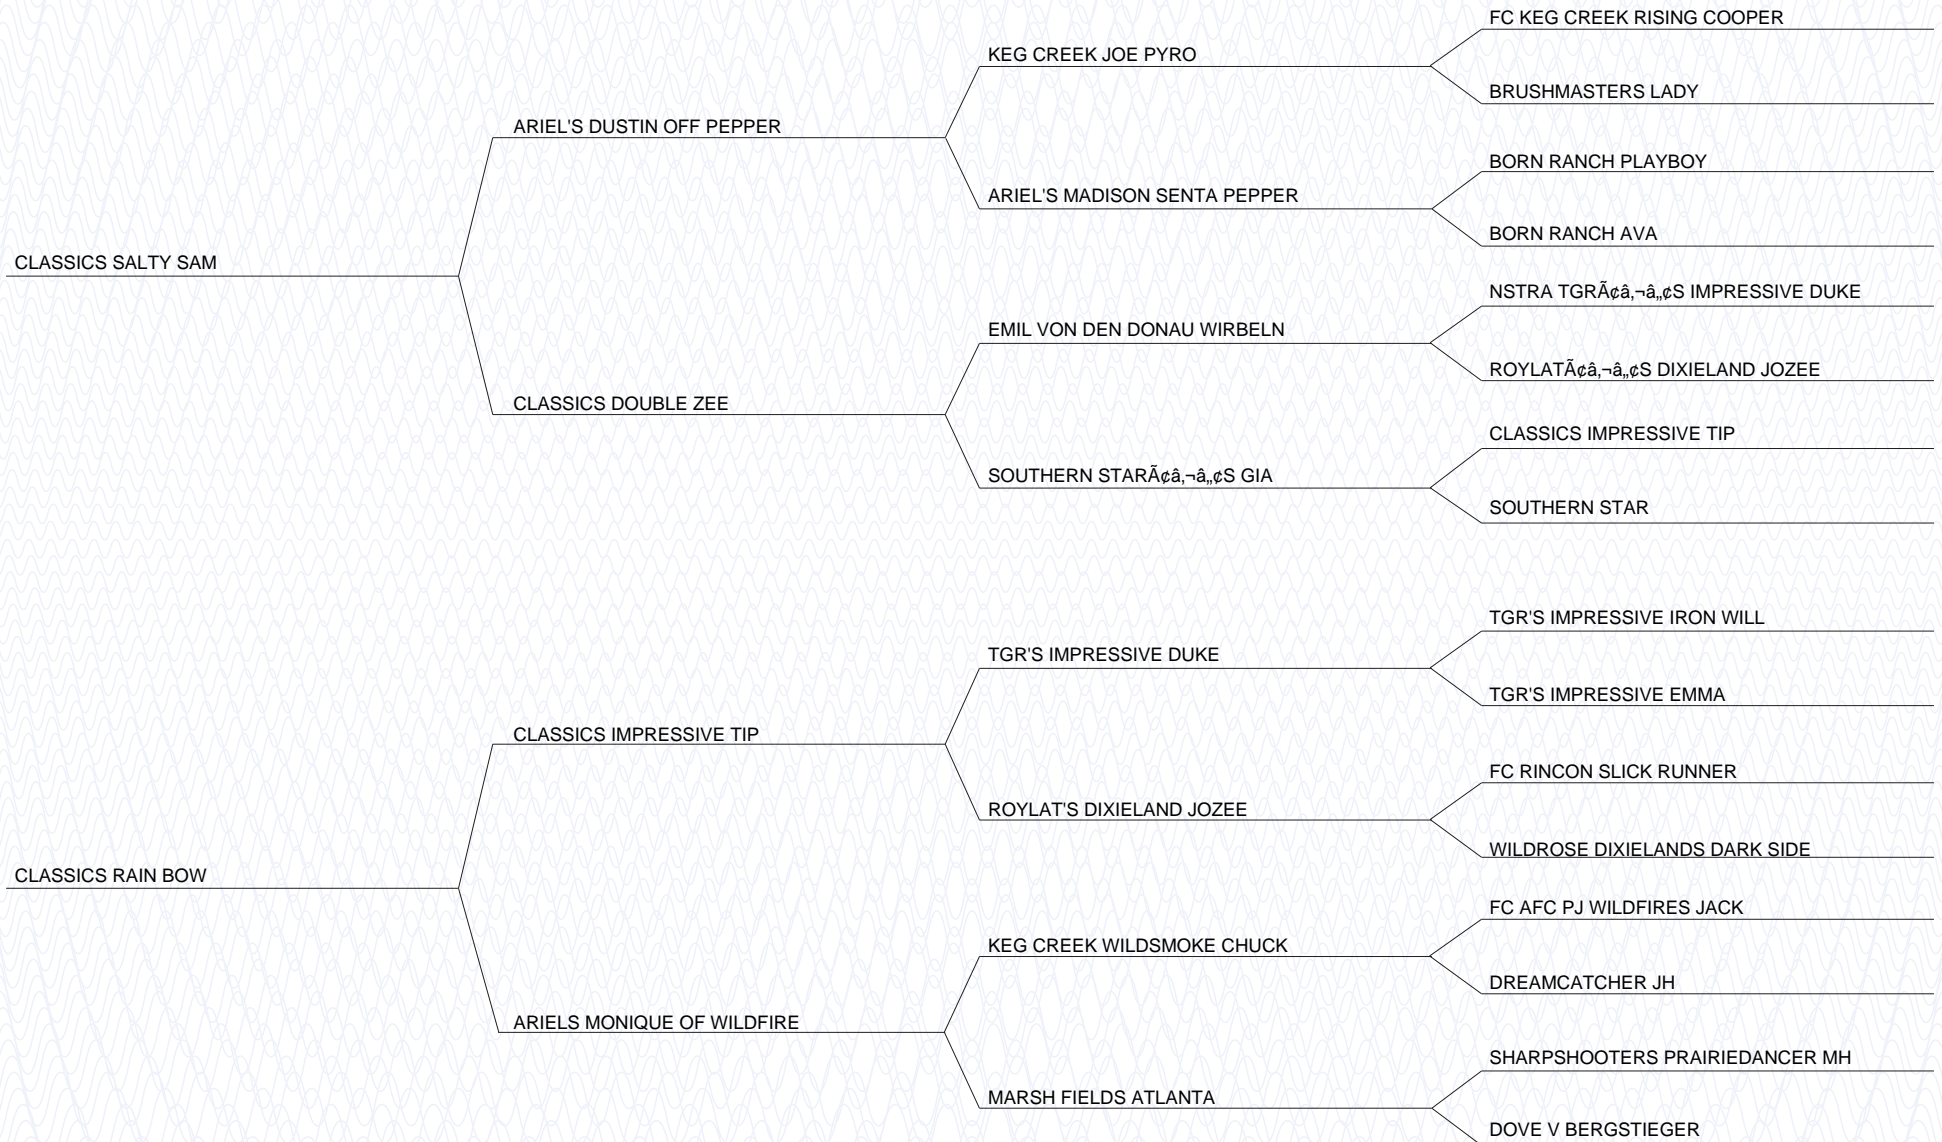 FC KEG CREEK RISING COOPER
KEG CREEK JOE PYRO
BRUSHMASTERS LADY
ARIEL'S DUSTIN OFF PEPPER
BORN RANCH PLAYBOY
ARIEL'S MADISON SENTA PEPPER
BORN RANCH AVA
CLASSICS SALTY SAM
NSTRA TGRÃ¢â‚¬â„¢S IMPRESSIVE DUKE
EMIL VON DEN DONAU WIRBELN
ROYLATÃ¢â‚¬â„¢S DIXIELAND JOZEE
CLASSICS DOUBLE ZEE
CLASSICS IMPRESSIVE TIP
SOUTHERN STARÃ¢â‚¬â„¢S GIA
SOUTHERN STAR
TGR'S IMPRESSIVE IRON WILL
TGR'S IMPRESSIVE DUKE
TGR'S IMPRESSIVE EMMA
CLASSICS IMPRESSIVE TIP
FC RINCON SLICK RUNNER
ROYLAT'S DIXIELAND JOZEE
WILDROSE DIXIELANDS DARK SIDE
CLASSICS RAIN BOW
FC AFC PJ WILDFIRES JACK
KEG CREEK WILDSMOKE CHUCK
DREAMCATCHER JH
ARIELS MONIQUE OF WILDFIRE
SHARPSHOOTERS PRAIRIEDANCER MH
MARSH FIELDS ATLANTA
DOVE V BERGSTIEGER